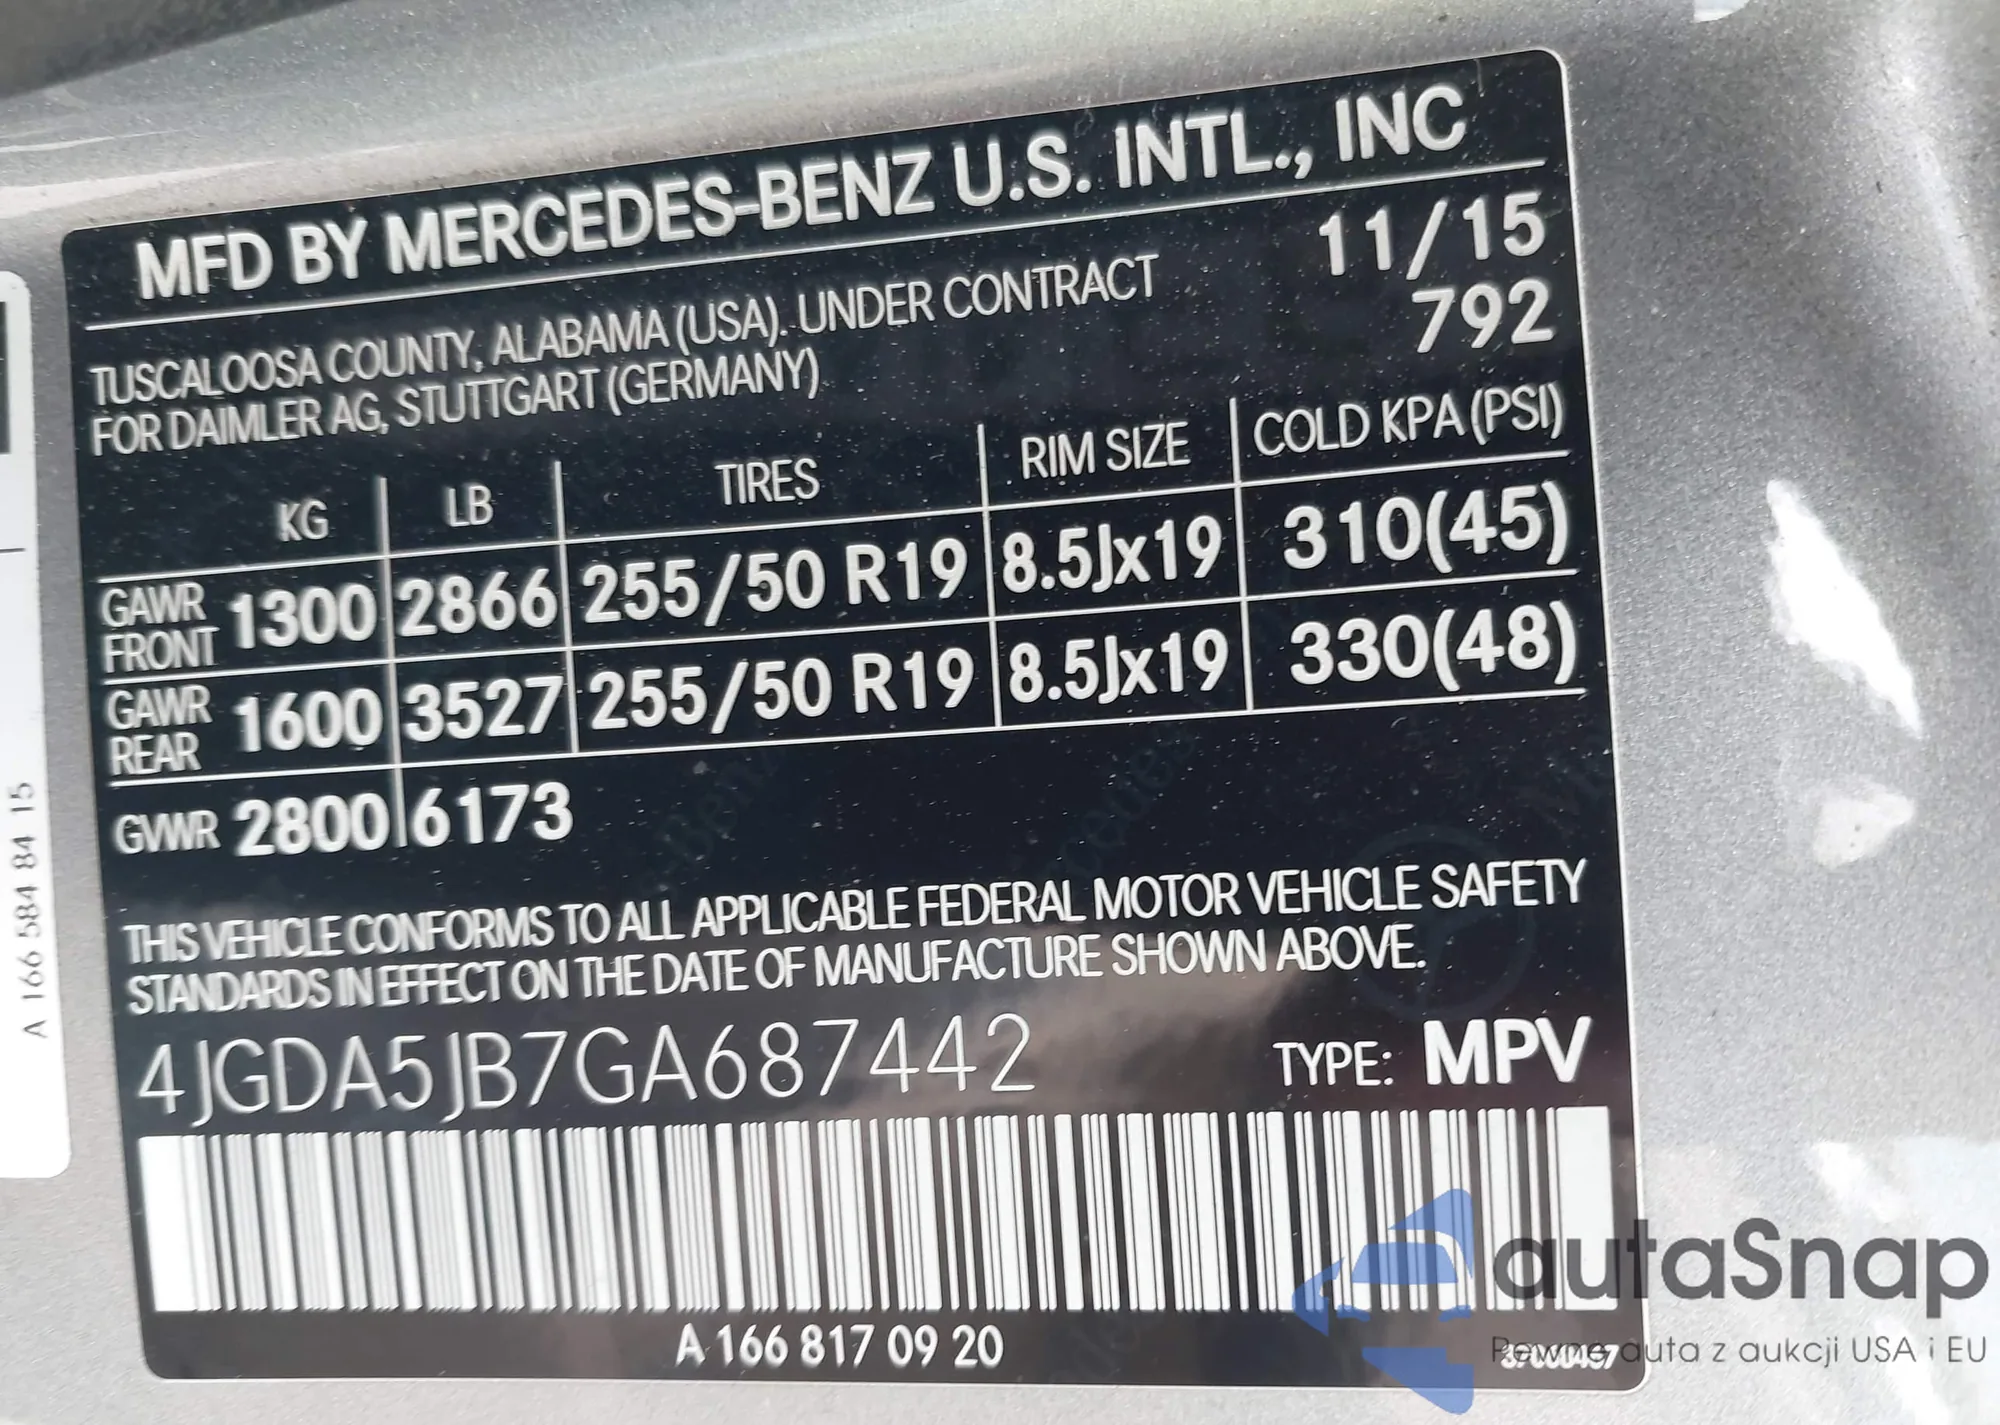 MFD BY MERCEDES-BENZ U.S. INTL., INC
TUSCALOOSA COUNTY, ALABAMA (USA). UNDER CONTRACT
FOR DAIMLER AG, STUTTGART (GERMANY)
11/15
792
KG LB TIRES RIM SIZE COLD KPA (PSI)
GAWR FRONT 1300 2866 255/50 R19 8.5Jx19 310(45)
GAWR REAR 1600 3527 255/50 R19 8.5Jx19 330(48)
GVWR 2800 6173
THIS VEHICLE CONFORMS TO ALL APPLICABLE FEDERAL MOTOR VEHICLE SAFETY
STANDARDS IN EFFECT ON THE DATE OF MANUFACTURE SHOWN ABOVE.
4JGDA5JB7GA687442 TYPE: MPV
A 166 817 09 20
A 166 584 84 15
autaSnap
Pewne auta z aukcji USA i EU